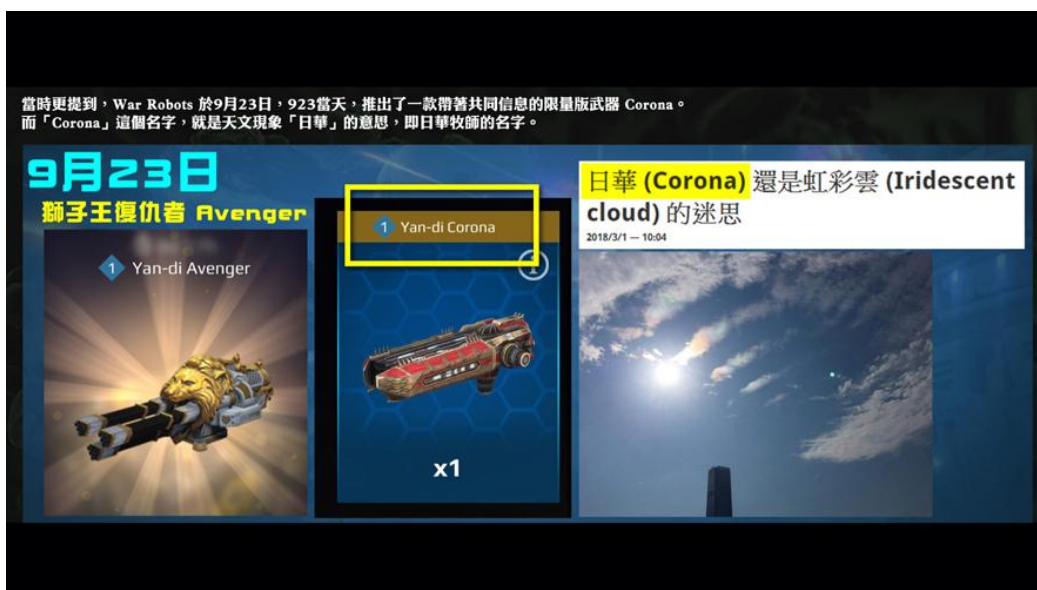 當時更提到，War Robots 於9月23日，923當天，推出了一款帶著共同信息的限量版武器 Corona。
而「Corona」這個名字，就是天文現象「日華」的意思，即日華牧師的名字。
9月23日
獅子王復仇者 Avenger
1 Yan-di Avenger
1 Yan-di Corona
x1
日華 (Corona) 還是虹彩雲 (Iridescent
cloud) 的迷思
2018/3/1 — 10:04